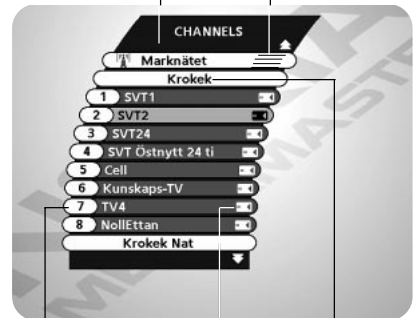 CHANNELS
Marknätet
Krokek
1 SVT1
2 SVT2
3 SVT24
4 SVT Östnytt 24 ti
5 Cell
6 Kunskaps-TV
7 TV4
8 NollEttan
Krokek Nat